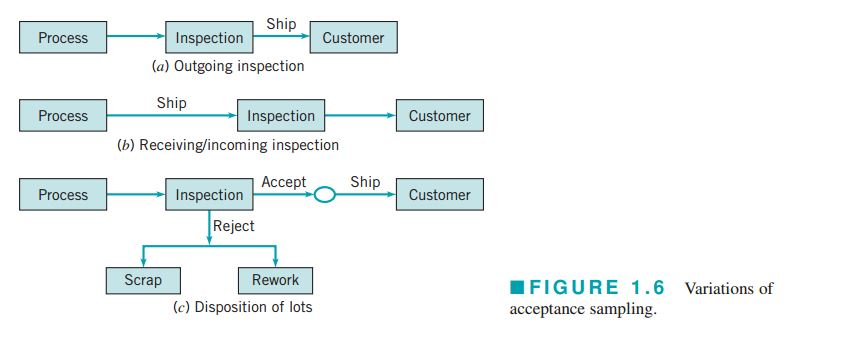 Ship
Process
Inspection
Customer
(a) Outgoing inspection
Ship
Process
Inspection
Customer
(b) Receiving/incoming inspection
Accept
Ship
Process
Inspection
Customer
Reject
Scrap
Rework
(c) Disposition of lots
FIGURE 1.6 Variations of
acceptance sampling.